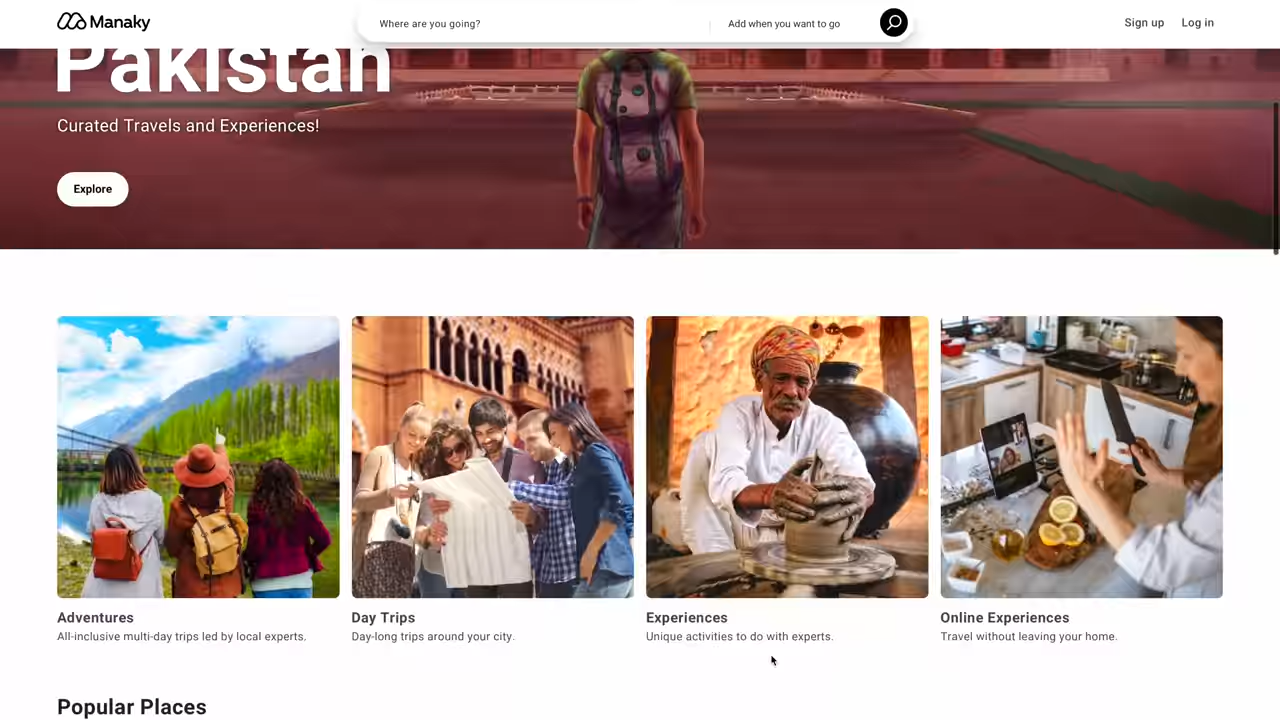 Manaky
Where are you going?
Add when you want to go
Sign up
Log in
Pakistan
Curated Travels and Experiences!
Explore
Adventures
All-inclusive multi-day trips led by local experts.
Day Trips
Day-long trips around your city.
Experiences
Unique activities to do with experts.
Online Experiences
Travel without leaving your home.
Popular Places